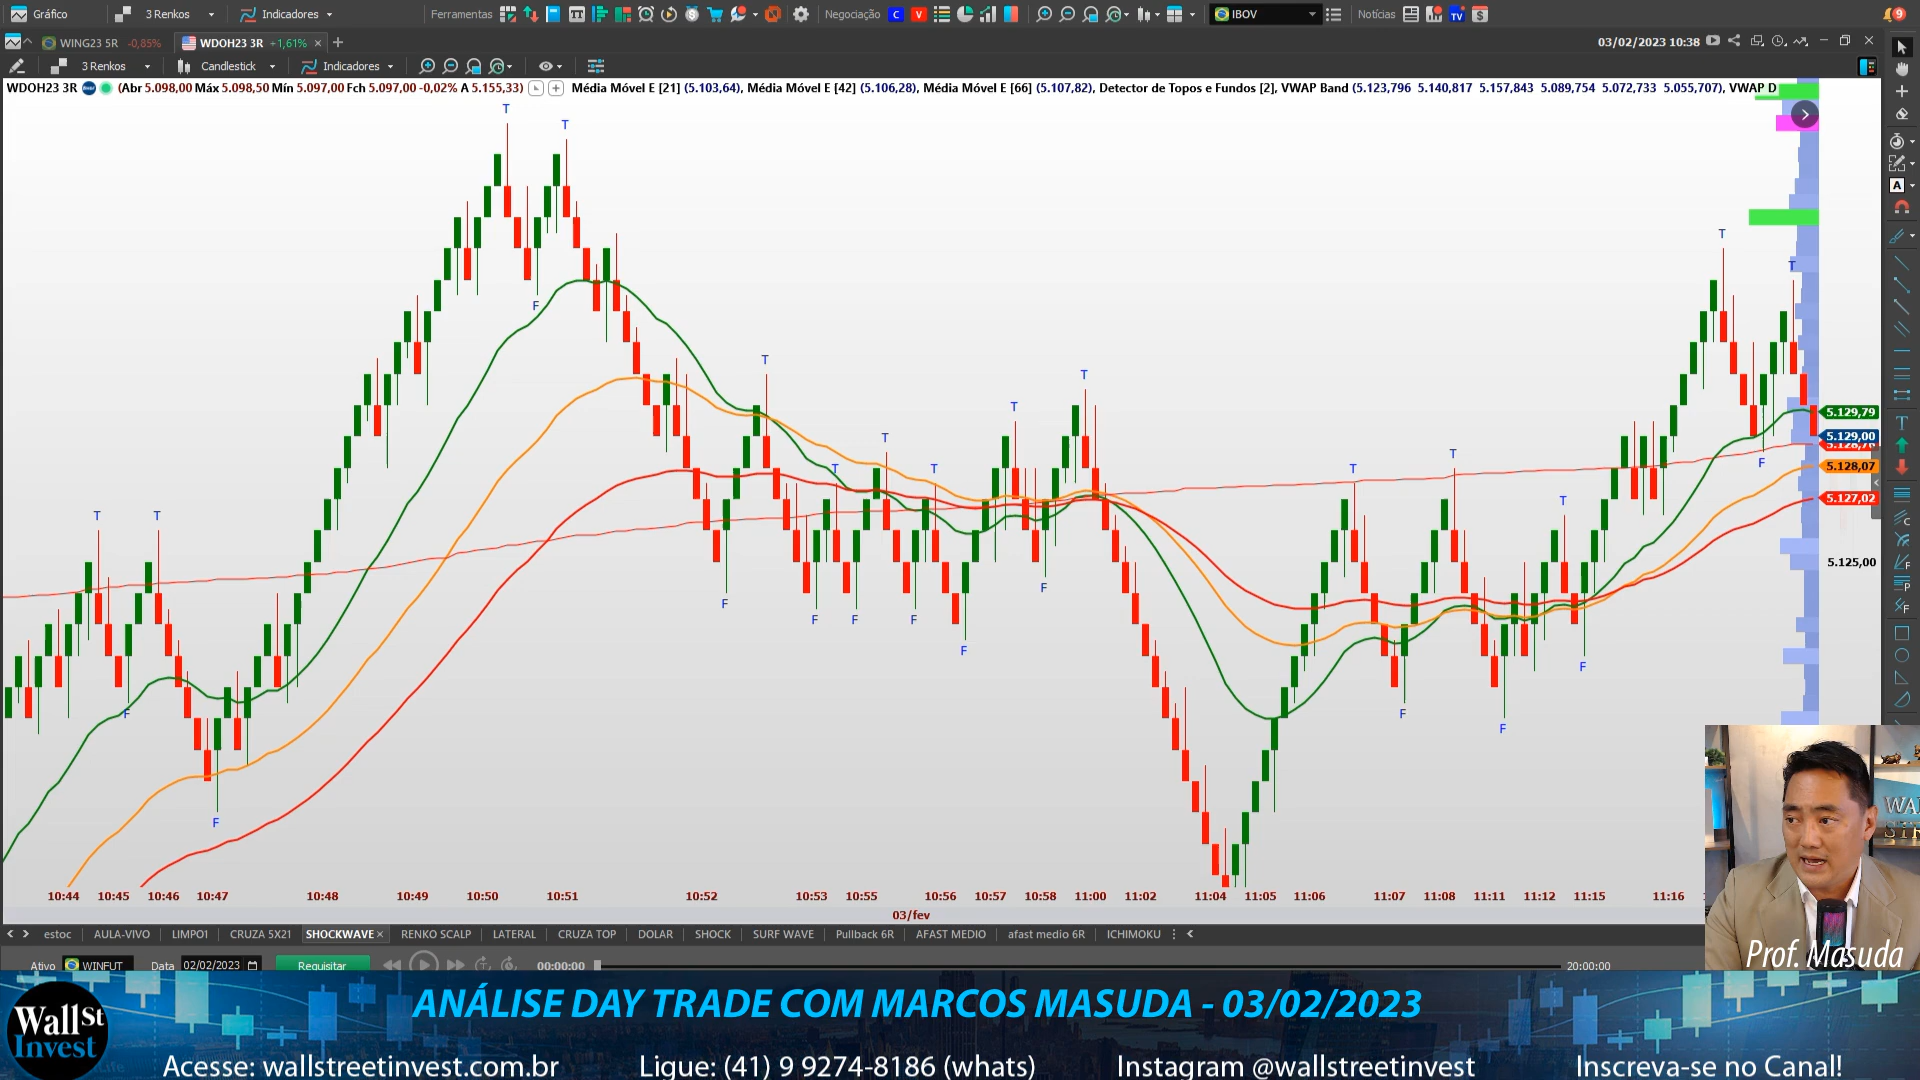 Gráfico 3 Renkos Indicadores Ferramentas Negociação C V IBOV Notícias TV $ 9
WING23 5R -0,85% WDOH23 3R +1,61% × + 03/02/2023 10:38
3 Renkos Candlestick Indicadores
WDOH23 3R (Abr 5.098,00 Máx 5.098,50 Mín 5.097,00 Fch 5.097,00 -0,02% A 5.155,33) Média Móvel E [21] (5.103,64), Média Móvel E [42] (5.106,28), Média Móvel E [66] (5.107,82), Detector de Topos e Fundos [2], VWAP Band (5.123,796 5.140,817 5.157,843 5.089,754 5.072,733 5.055,707), VWAP D
T
T
T
T
F
T
T
T
T
T
T
T
T
T
T
T
T
F
F
F
F
F
F
F
F
F
F
F
F
F
5.129,79
5.129,00
5.128,07
5.127,02
5.125,00
10:44 10:45 10:46 10:47 10:48 10:49 10:50 10:51 10:52 10:53 10:55 10:56 10:57 10:58 11:00 11:02 11:04 11:05 11:06 11:07 11:08 11:11 11:12 11:15 11:16
03/fev
estoc AULA-VIVO LIMPO1 CRUZA 5X21 SHOCKWAVE × RENKO SCALP LATERAL CRUZA TOP DOLAR SHOCK SURF WAVE Pullback 6R AFAST MEDIO afast medio 6R ICHIMOKU
Ativo WINFUT Data 02/02/2023 Requisitar 00:00:00 20:00:00
Prof. Masuda
Wall St
Invest
ANÁLISE DAY TRADE COM MARCOS MASUDA - 03/02/2023
Acesse: wallstreetinvest.com.br Ligue: (41) 9 9274-8186 (whats) Instagram @wallstreetinvest Inscreva-se no Canal!